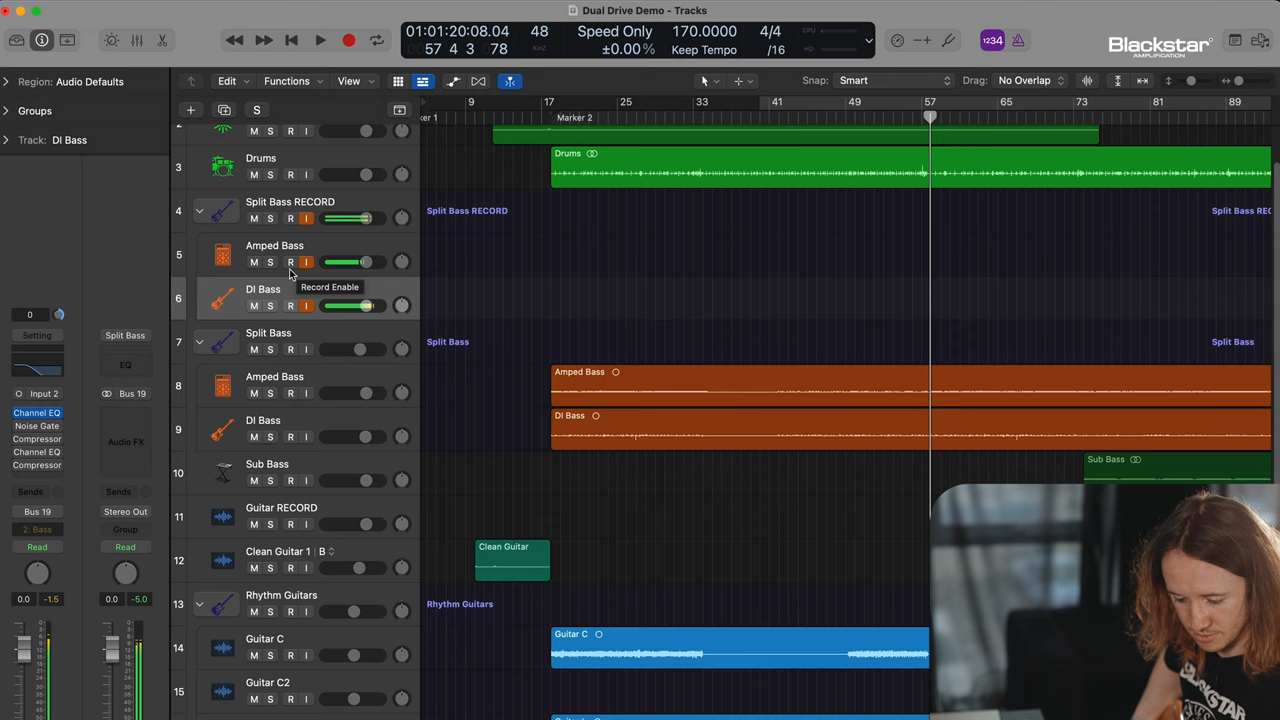 Dual Drive Demo - Tracks
01:01:20:08.04 48 Speed Only 170.0000 4/4 CPU
0057 4 3 078 KHZ ±0.00% Keep Tempo /16 HD
1234
Blackstar
AMPLIFICATION
Region: Audio Defaults
Edit Functions View
Snap: Smart
Drag: No Overlap
Groups
S
9 17 25 33 41 49 57 65 73 81 89
Track: DI Bass
ker 1 Marker 2
2
M S R I
3 Drums
M S R I
Drums
4 Split Bass RECORD
M S R I
Split Bass RECORD
Split Bass REC
5 Amped Bass
M S R I
Record Enable
6 DI Bass
M S R I
7 Split Bass
M S R I
Split Bass
Split Bass
8 Amped Bass
M S R I
Amped Bass
9 DI Bass
M S R I
DI Bass
10 Sub Bass
M S R I
Sub Bass
11 Guitar RECORD
M S R I
12 Clean Guitar 1 | B
M S R I
Clean Guitar
13 Rhythm Guitars
M S R I
Rhythm Guitars
14 Guitar C
M S R I
Guitar C
15 Guitar C2
M S R I
0
Setting Split Bass
EQ
Input 2 Bus 19
Channel EQ
Noise Gate
Compressor Audio FX
Channel EQ
Compressor
Sends Sends
Bus 19 Stereo Out
2: Bass Group
Read Read
0.0 -1.5 0.0 -5.0
BLACKSTAR